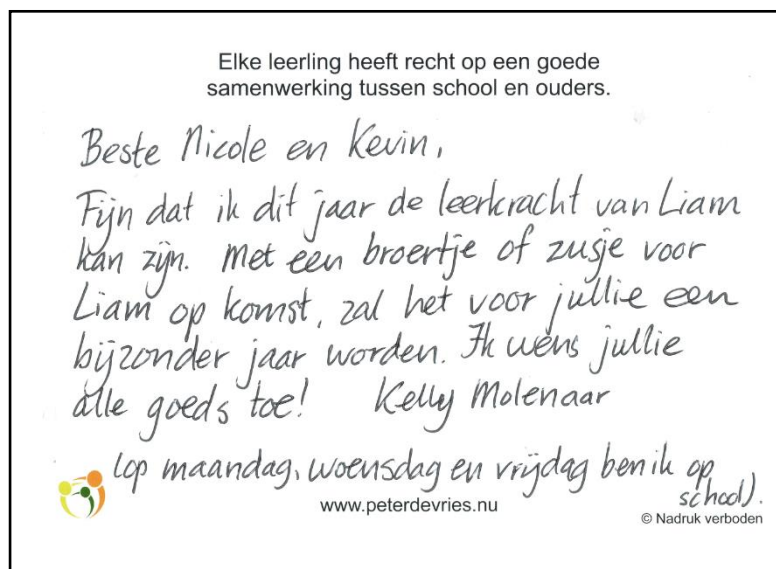 Elke leerling heeft recht op een goede
samenwerking tussen school en ouders.
Beste Nicole en Kevin,
Fijn dat ik dit jaar de leerkracht van Liam
kan zijn. Met een broertje of zusje voor
Liam op komst, zal het voor jullie een
bijzonder jaar worden. Ik wens jullie
alle goeds toe! Kelly Molenaar
(op maandag, woensdag en vrijdag ben ik op
school).
www.peterdevries.nu
© Nadruk verboden